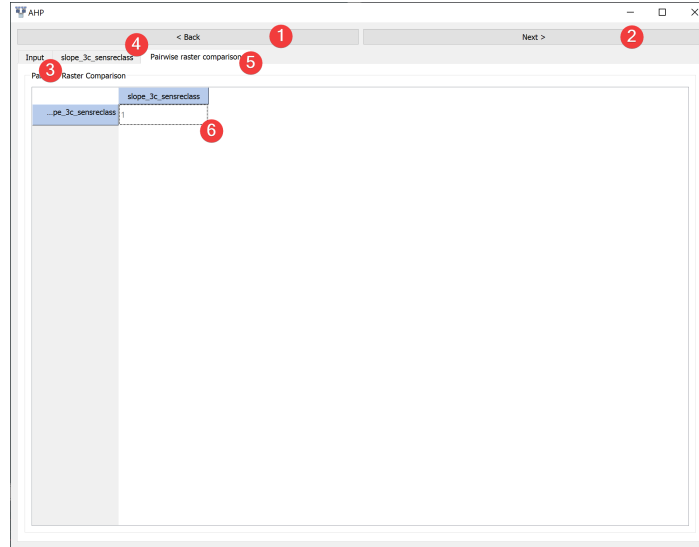 AHP
< Back
1
Next >
2
Input
3
slope_3c_sensreclass
4
Pairwise raster comparison
5
Raster Comparison
slope_3c_sensreclass
...pe_3c_sensreclass
1
6